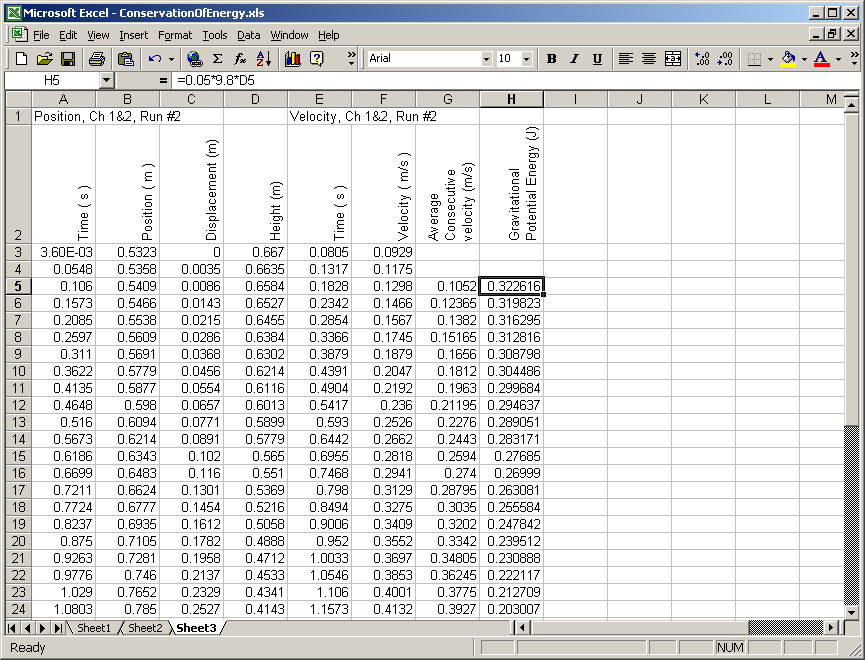 Microsoft Excel - ConservationOfEnergy.xls
File Edit View Insert Format Tools Data Window Help
Arial 10 B I U
H5 = =0.05*9.8*D5
A B C D E F G H I J K L M
1 Position, Ch 1&2, Run #2 Velocity, Ch 1&2, Run #2
2 Time ( s ) Position ( m ) Displacement (m) Height (m) Time ( s ) Velocity ( m/s ) Average Consecutive velocity (m/s) Gravitational Potential Energy (J)
3 3.60E-03 0.5323 0 0.667 0.0805 0.0929
4 0.0548 0.5358 0.0035 0.6635 0.1317 0.1175
5 0.106 0.5409 0.0086 0.6584 0.1828 0.1298 0.1052 0.322616
6 0.1573 0.5466 0.0143 0.6527 0.2342 0.1466 0.12365 0.319823
7 0.2085 0.5538 0.0215 0.6455 0.2854 0.1567 0.1382 0.316295
8 0.2597 0.5609 0.0286 0.6384 0.3366 0.1745 0.15165 0.312816
9 0.311 0.5691 0.0368 0.6302 0.3879 0.1879 0.1656 0.308798
10 0.3622 0.5779 0.0456 0.6214 0.4391 0.2047 0.1812 0.304486
11 0.4135 0.5877 0.0554 0.6116 0.4904 0.2192 0.1963 0.299684
12 0.4648 0.598 0.0657 0.6013 0.5417 0.236 0.21195 0.294637
13 0.516 0.6094 0.0771 0.5899 0.593 0.2526 0.2276 0.289051
14 0.5673 0.6214 0.0891 0.5779 0.6442 0.2662 0.2443 0.283171
15 0.6186 0.6343 0.102 0.565 0.6955 0.2818 0.2594 0.27685
16 0.6699 0.6483 0.116 0.551 0.7468 0.2941 0.274 0.26999
17 0.7211 0.6624 0.1301 0.5369 0.798 0.3129 0.28795 0.263081
18 0.7724 0.6777 0.1454 0.5216 0.8494 0.3275 0.3035 0.255584
19 0.8237 0.6935 0.1612 0.5058 0.9006 0.3409 0.3202 0.247842
20 0.875 0.7105 0.1782 0.4888 0.952 0.3552 0.3342 0.239512
21 0.9263 0.7281 0.1958 0.4712 1.0033 0.3697 0.34805 0.230888
22 0.9776 0.746 0.2137 0.4533 1.0546 0.3853 0.36245 0.222117
23 1.029 0.7652 0.2329 0.4341 1.106 0.4001 0.3775 0.212709
24 1.0803 0.785 0.2527 0.4143 1.1573 0.4132 0.3927 0.203007
Sheet1 Sheet2 Sheet3
Ready NUM